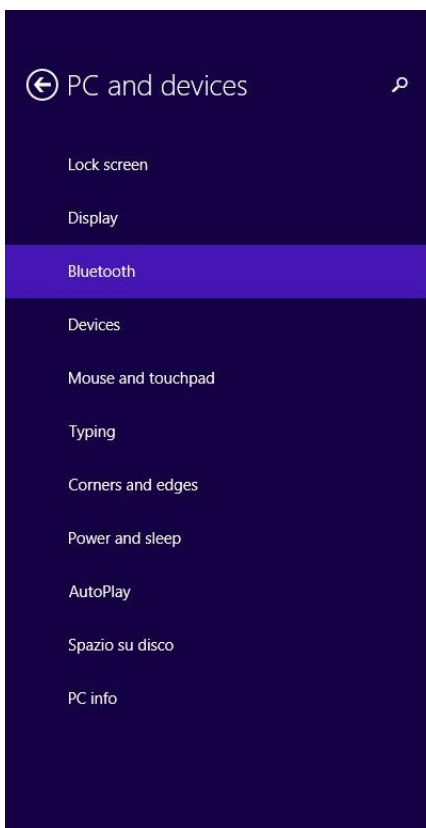 PC and devices
Lock screen
Display
Bluetooth
Devices
Mouse and touchpad
Typing
Corners and edges
Power and sleep
AutoPlay
Spazio su disco
PC info